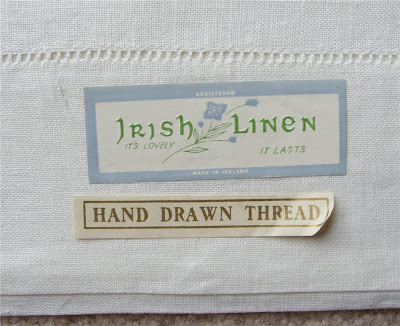 REGISTERED
IRISH LINEN
IT'S LOVELY IT LASTS
MADE IN IRELAND
HAND DRAWN THREAD